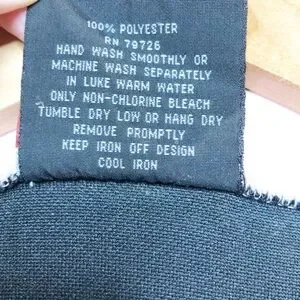 100% POLYESTER
RN 79726
HAND WASH SMOOTHLY OR
MACHINE WASH SEPARATELY
IN LUKE WARM WATER
ONLY NON-CHLORINE BLEACH
TUMBLE DRY LOW OR HANG DRY
REMOVE PROMPTLY
KEEP IRON OFF DESIGN
COOL IRON